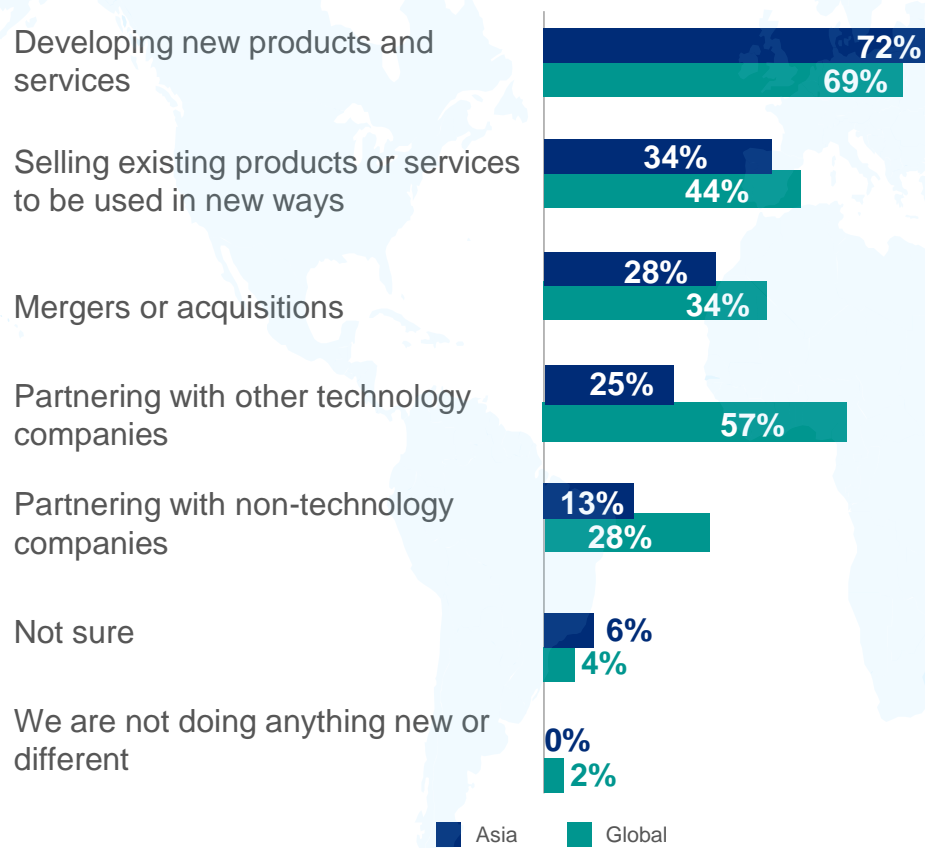 Developing new products and
services
72%
69%
Selling existing products or services
to be used in new ways
34%
44%
Mergers or acquisitions
28%
34%
Partnering with other technology
companies
25%
57%
Partnering with non-technology
companies
13%
28%
Not sure
6%
4%
We are not doing anything new or
different
0%
2%
Asia
Global